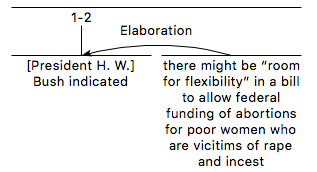 1-2
Elaboration
[President H. W.]
Bush indicated
there might be “room
for flexibility” in a bill
to allow federal
funding of abortions
for poor women who
are vicitims of rape
and incest